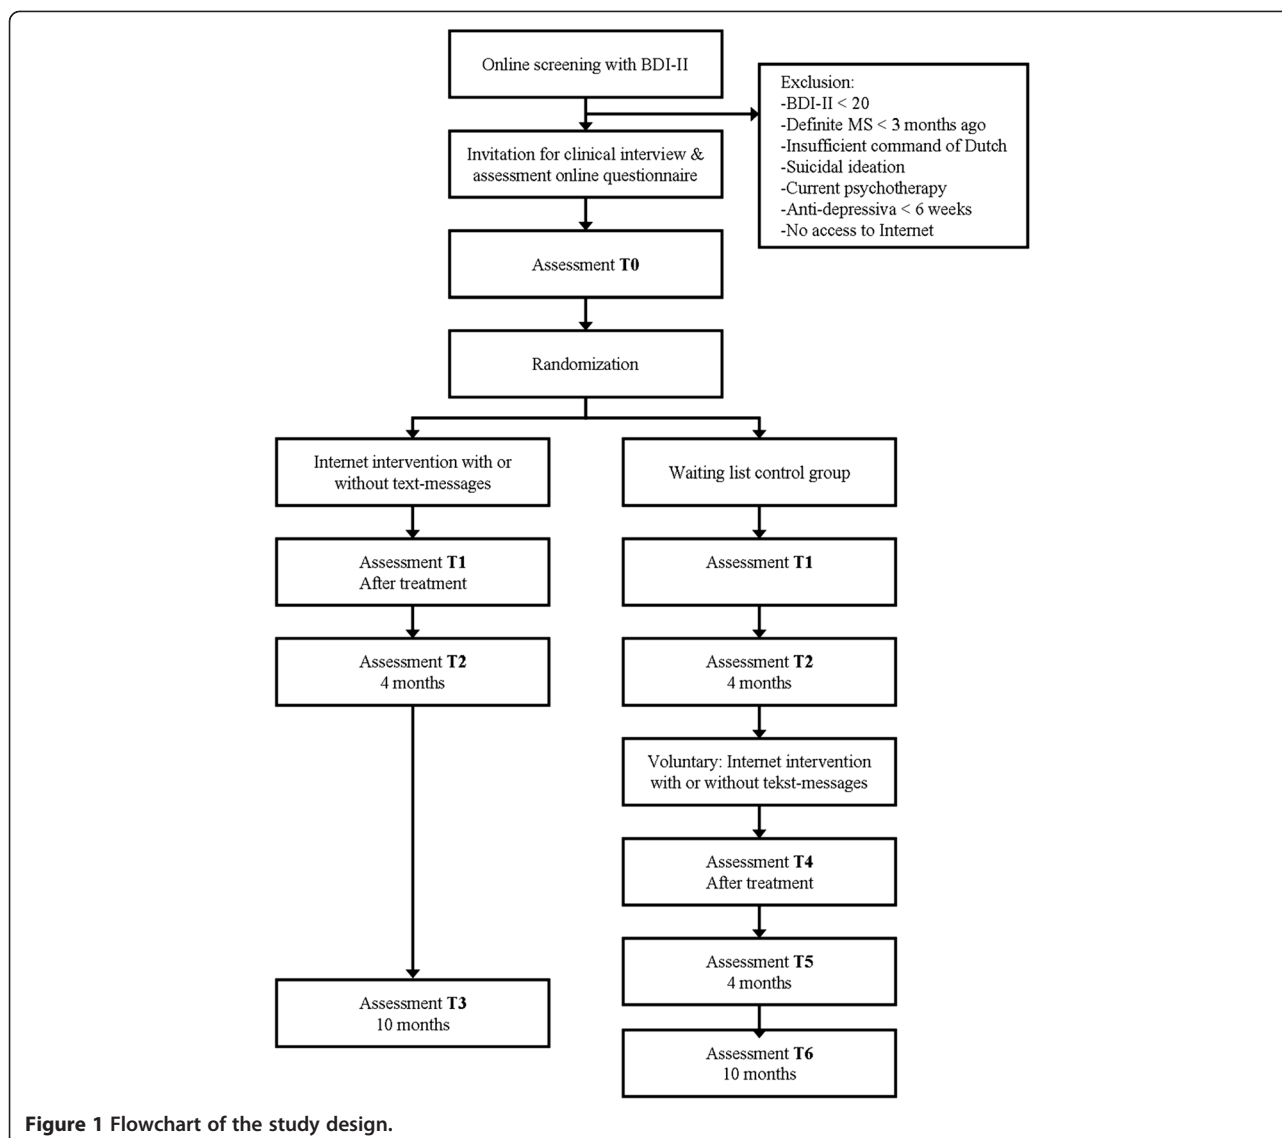 Online screening with BDI-II
Exclusion:
-BDI-II < 20
-Definite MS < 3 months ago
-Insufficient command of Dutch
-Suicidal ideation
-Current psychotherapy
-Anti-depressiva < 6 weeks
-No access to Internet
Invitation for clinical interview &
assessment online questionnaire
Assessment T0
Randomization
Internet intervention with or
without text-messages
Waiting list control group
Assessment T1
After treatment
Assessment T1
Assessment T2
4 months
Assessment T2
4 months
Voluntary: Internet intervention
with or without tekst-messages
Assessment T4
After treatment
Assessment T5
4 months
Assessment T3
10 months
Assessment T6
10 months
Figure 1 Flowchart of the study design.